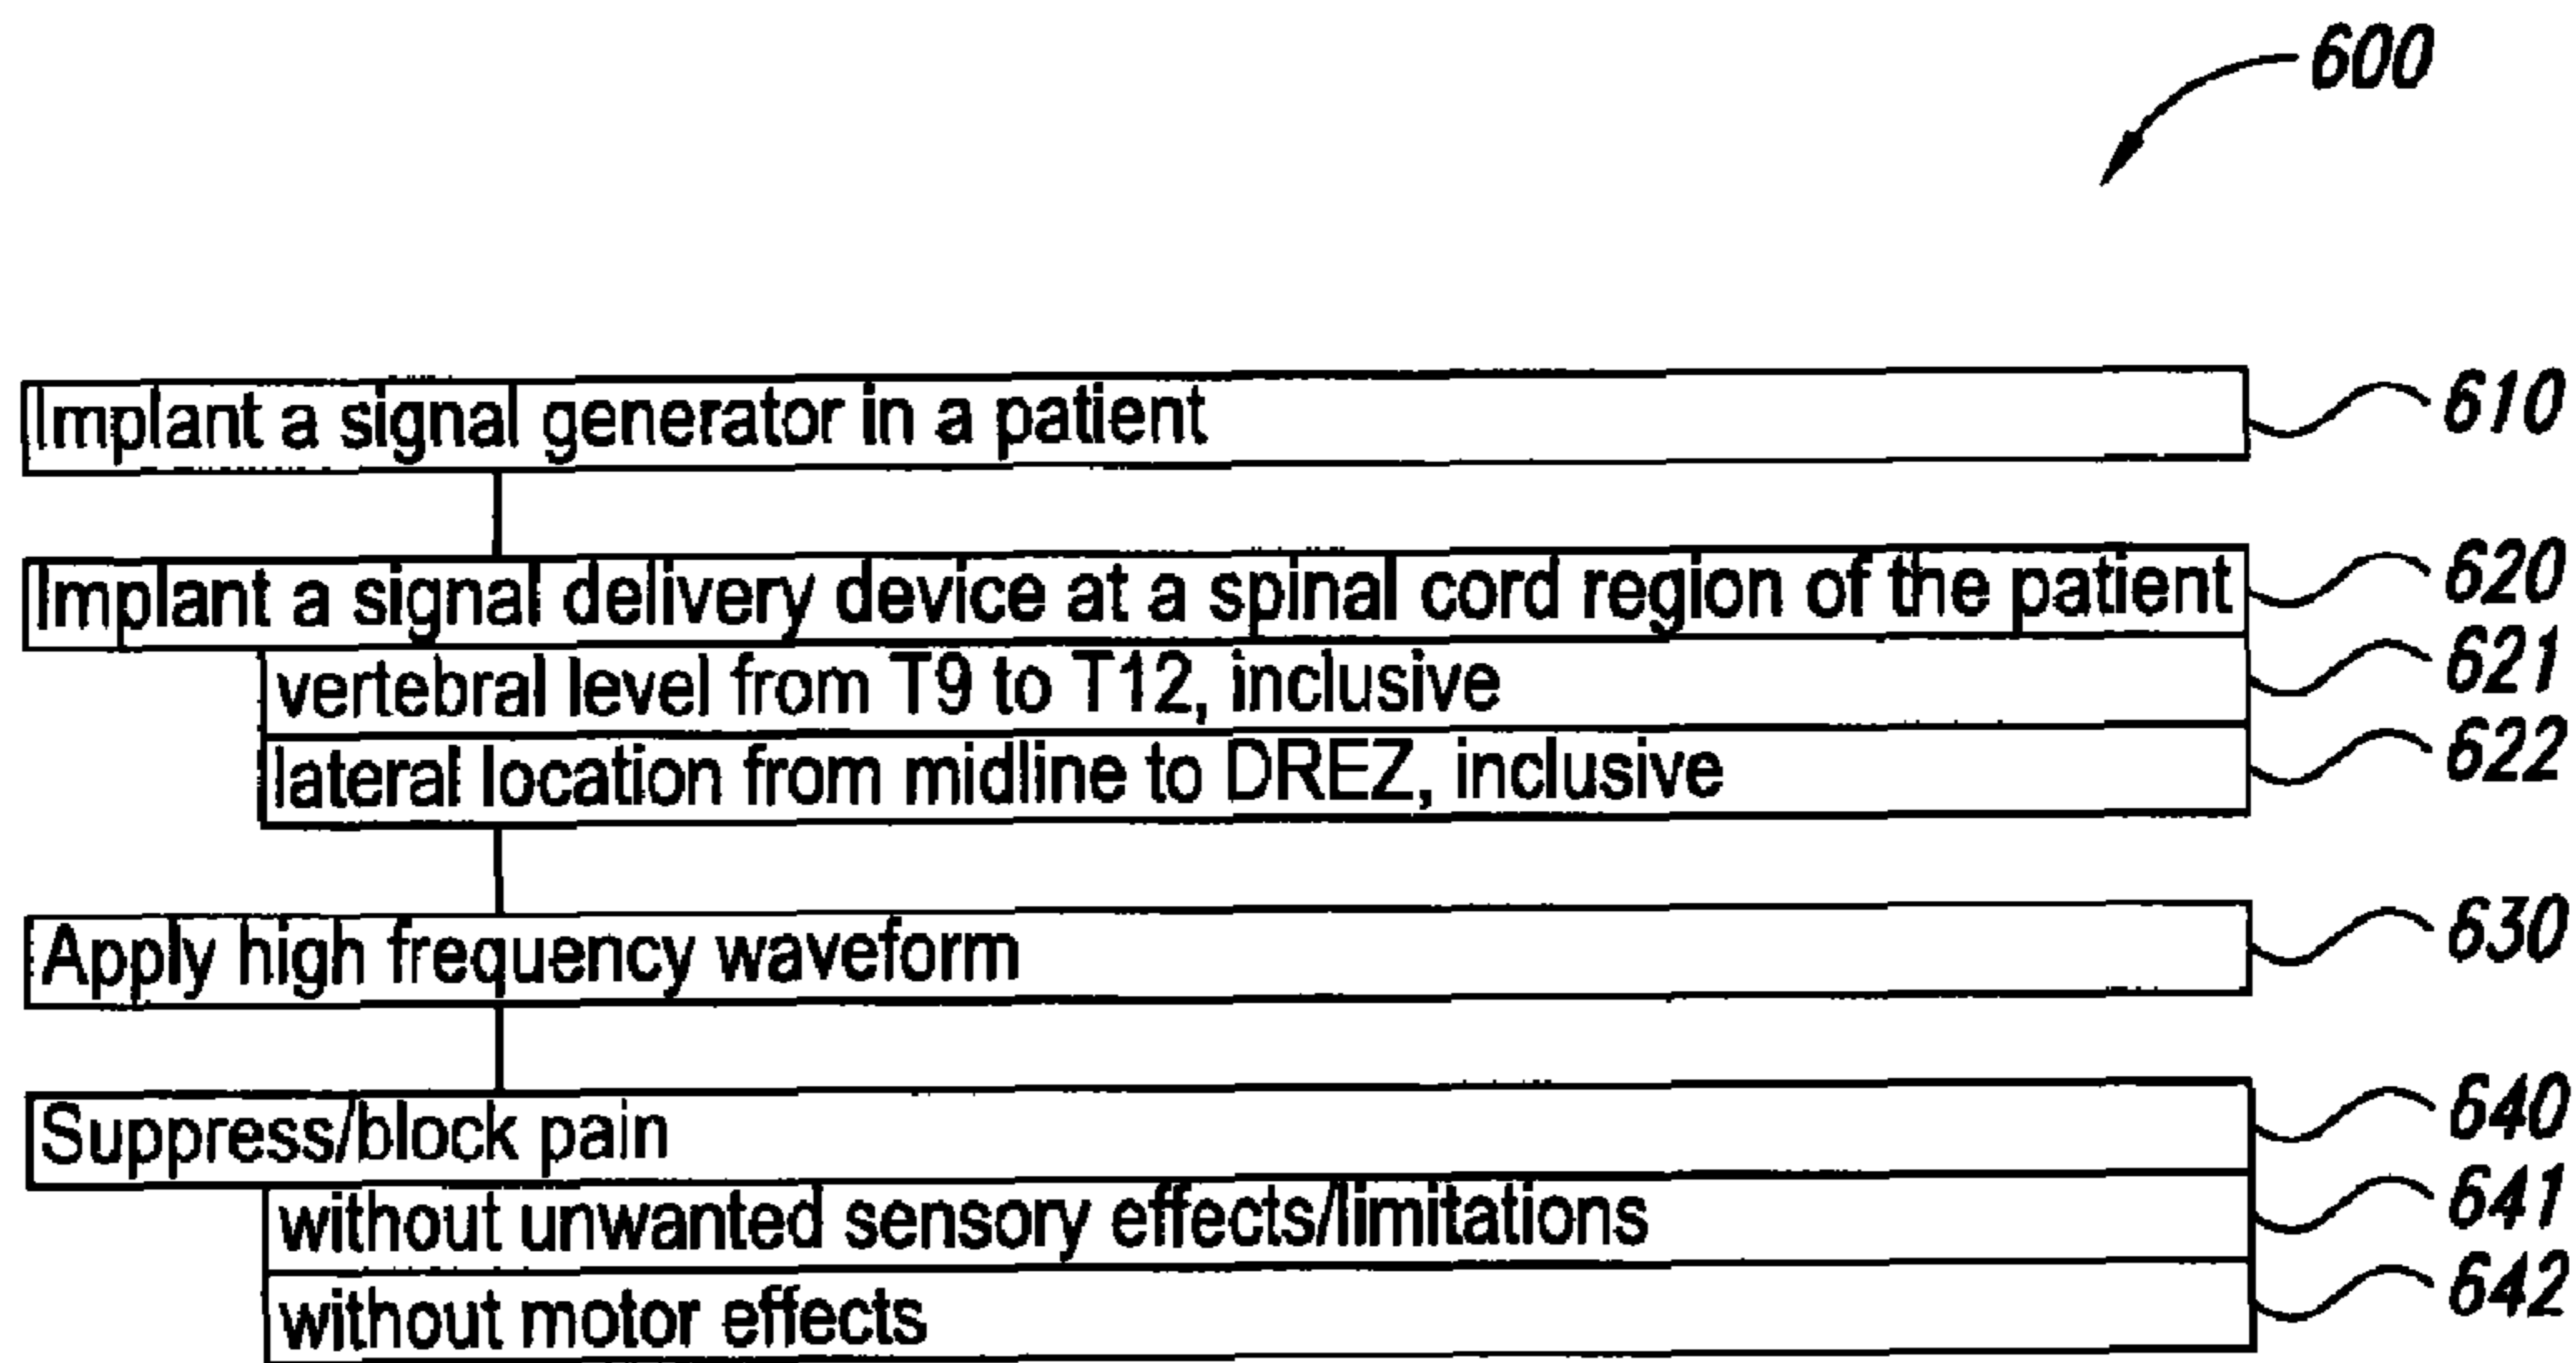 600
Implant a signal generator in a patient 610
Implant a signal delivery device at a spinal cord region of the patient 620
vertebral level from T9 to T12, inclusive 621
lateral location from midline to DREZ, inclusive 622
Apply high frequency waveform 630
Suppress/block pain 640
without unwanted sensory effects/limitations 641
without motor effects 642